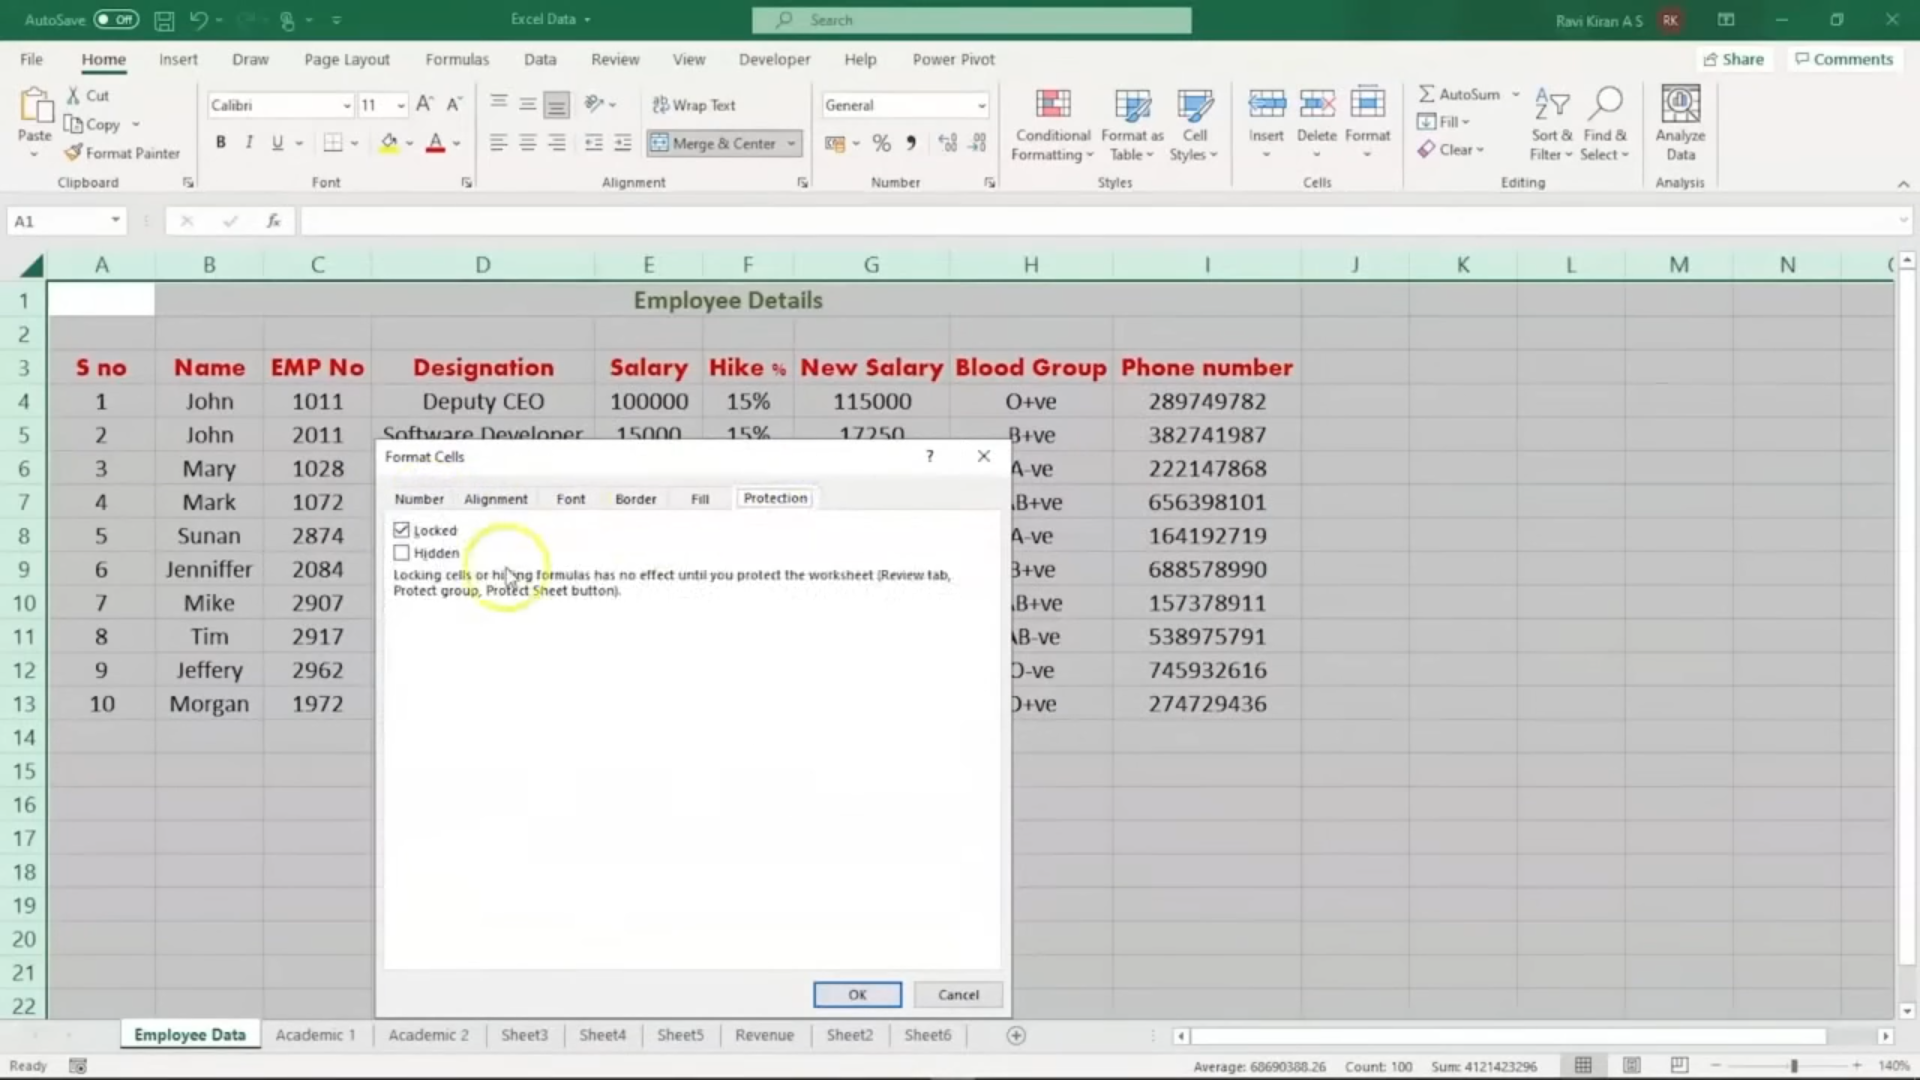 AutoSave Off Excel Data Search Ravi Kiran A S RK
File Home Insert Draw Page Layout Formulas Data Review View Developer Help Power Pivot Share Comments
Paste
Cut
Copy
Format Painter
Clipboard
Calibri 11 A A
B I U A
Font
Wrap Text
Merge & Center
Alignment
General
%
Number
Conditional Formatting
Format as Table
Cell Styles
Styles
Insert
Delete
Format
Cells
AutoSum
Fill
Clear
Sort & Filter
Find & Select
Editing
Analyze Data
Analysis
A1 fx
A B C D E F G H I J K L M N
1 Employee Details
2
3 S no Name EMP No Designation Salary Hike % New Salary Blood Group Phone number
4 1 John 1011 Deputy CEO 100000 15% 115000 O+ve 289749782
5 2 John 2011 Software Developer 15000 15% 17250 B+ve 382741987
6 3 Mary 1028 A-ve 222147868
7 4 Mark 1072 AB+ve 656398101
8 5 Sunan 2874 A-ve 164192719
9 6 Jenniffer 2084 B+ve 688578990
10 7 Mike 2907 AB+ve 157378911
11 8 Tim 2917 AB-ve 538975791
12 9 Jeffery 2962 O-ve 745932616
13 10 Morgan 1972 O+ve 274729436
14
15
16
17
18
19
20
21
22
Format Cells ?
Number Alignment Font Border Fill Protection
Locked
Hidden
Locking cells or hiding formulas has no effect until you protect the worksheet (Review tab,
Protect group, Protect Sheet button).
OK Cancel
Employee Data Academic 1 Academic 2 Sheet3 Sheet4 Sheet5 Revenue Sheet2 Sheet6
Ready Average: 68690388.26 Count: 100 Sum: 4121423296 140%